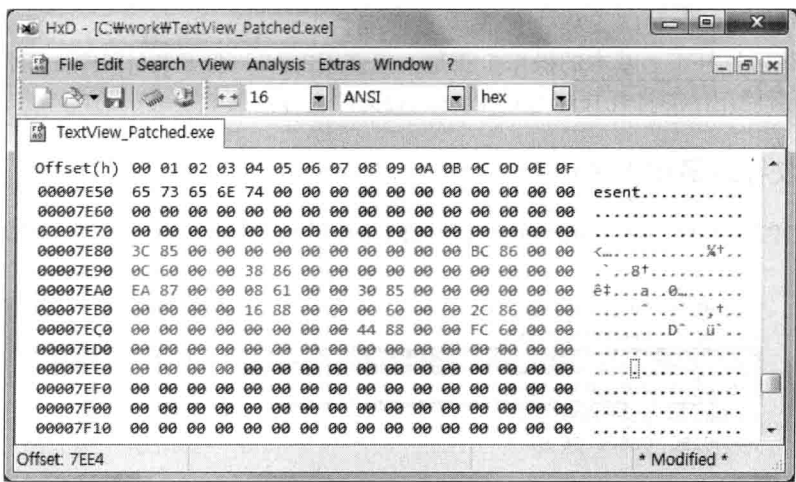 HxD - [C:₩work₩TextView_Patched.exe]
File Edit Search View Analysis Extras Window ?
16 ANSI hex
TextView_Patched.exe
Offset(h) 00 01 02 03 04 05 06 07 08 09 0A 0B 0C 0D 0E 0F
00007E50 65 73 65 6E 74 00 00 00 00 00 00 00 00 00 00 00 esent...........
00007E60 00 00 00 00 00 00 00 00 00 00 00 00 00 00 00 00 ................
00007E70 00 00 00 00 00 00 00 00 00 00 00 00 00 00 00 00 ................
00007E80 3C 85 00 00 00 00 00 00 00 00 00 00 BC 86 00 00 <…..........¼†..
00007E90 0C 60 00 00 38 86 00 00 00 00 00 00 00 00 00 00 .`..8†..........
00007EA0 EA 87 00 00 08 61 00 00 30 85 00 00 00 00 00 00 ê‡...a..0…......
00007EB0 00 00 00 00 16 88 00 00 00 60 00 00 2C 86 00 00 .....ˆ...`..,†..
00007EC0 00 00 00 00 00 00 00 00 44 88 00 00 FC 60 00 00 ........Dˆ..ü`..
00007ED0 00 00 00 00 00 00 00 00 00 00 00 00 00 00 00 00 ................
00007EE0 00 00 00 00 00 00 00 00 00 00 00 00 00 00 00 00 ................
00007EF0 00 00 00 00 00 00 00 00 00 00 00 00 00 00 00 00 ................
00007F00 00 00 00 00 00 00 00 00 00 00 00 00 00 00 00 00 ................
00007F10 00 00 00 00 00 00 00 00 00 00 00 00 00 00 00 00 ................
Offset: 7EE4 * Modified *